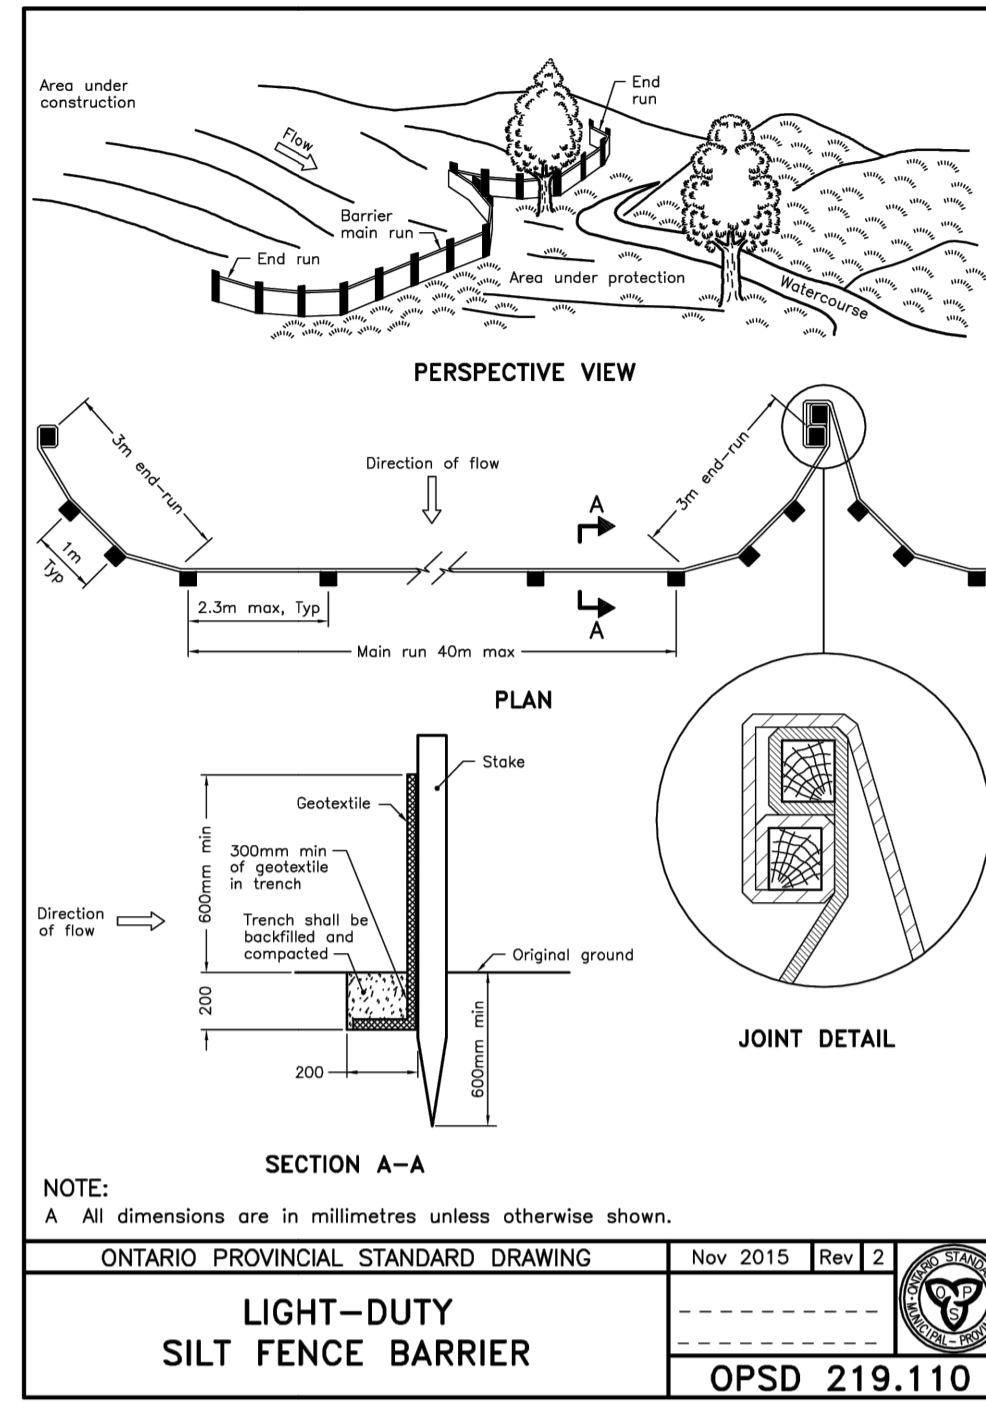 Area under
construction
Flow
End
run
Barrier
main run
End run
Area under protection
Watercourse
PERSPECTIVE VIEW
3m end-run
Direction of flow
3m end-run
A
1m
Typ
2.3m max, Typ
A
Main run 40m max
PLAN
Stake
Geotextile
600mm min
300mm min
of geotextile
in trench
Direction
of flow
Trench shall be
backfilled and
compacted
Original ground
200
600mm min
200
JOINT DETAIL
SECTION A-A
NOTE:
A All dimensions are in millimetres unless otherwise shown.
ONTARIO PROVINCIAL STANDARD DRAWING
Nov 2015 Rev 2
LIGHT-DUTY
SILT FENCE BARRIER
O P
S
OPSD 219.110